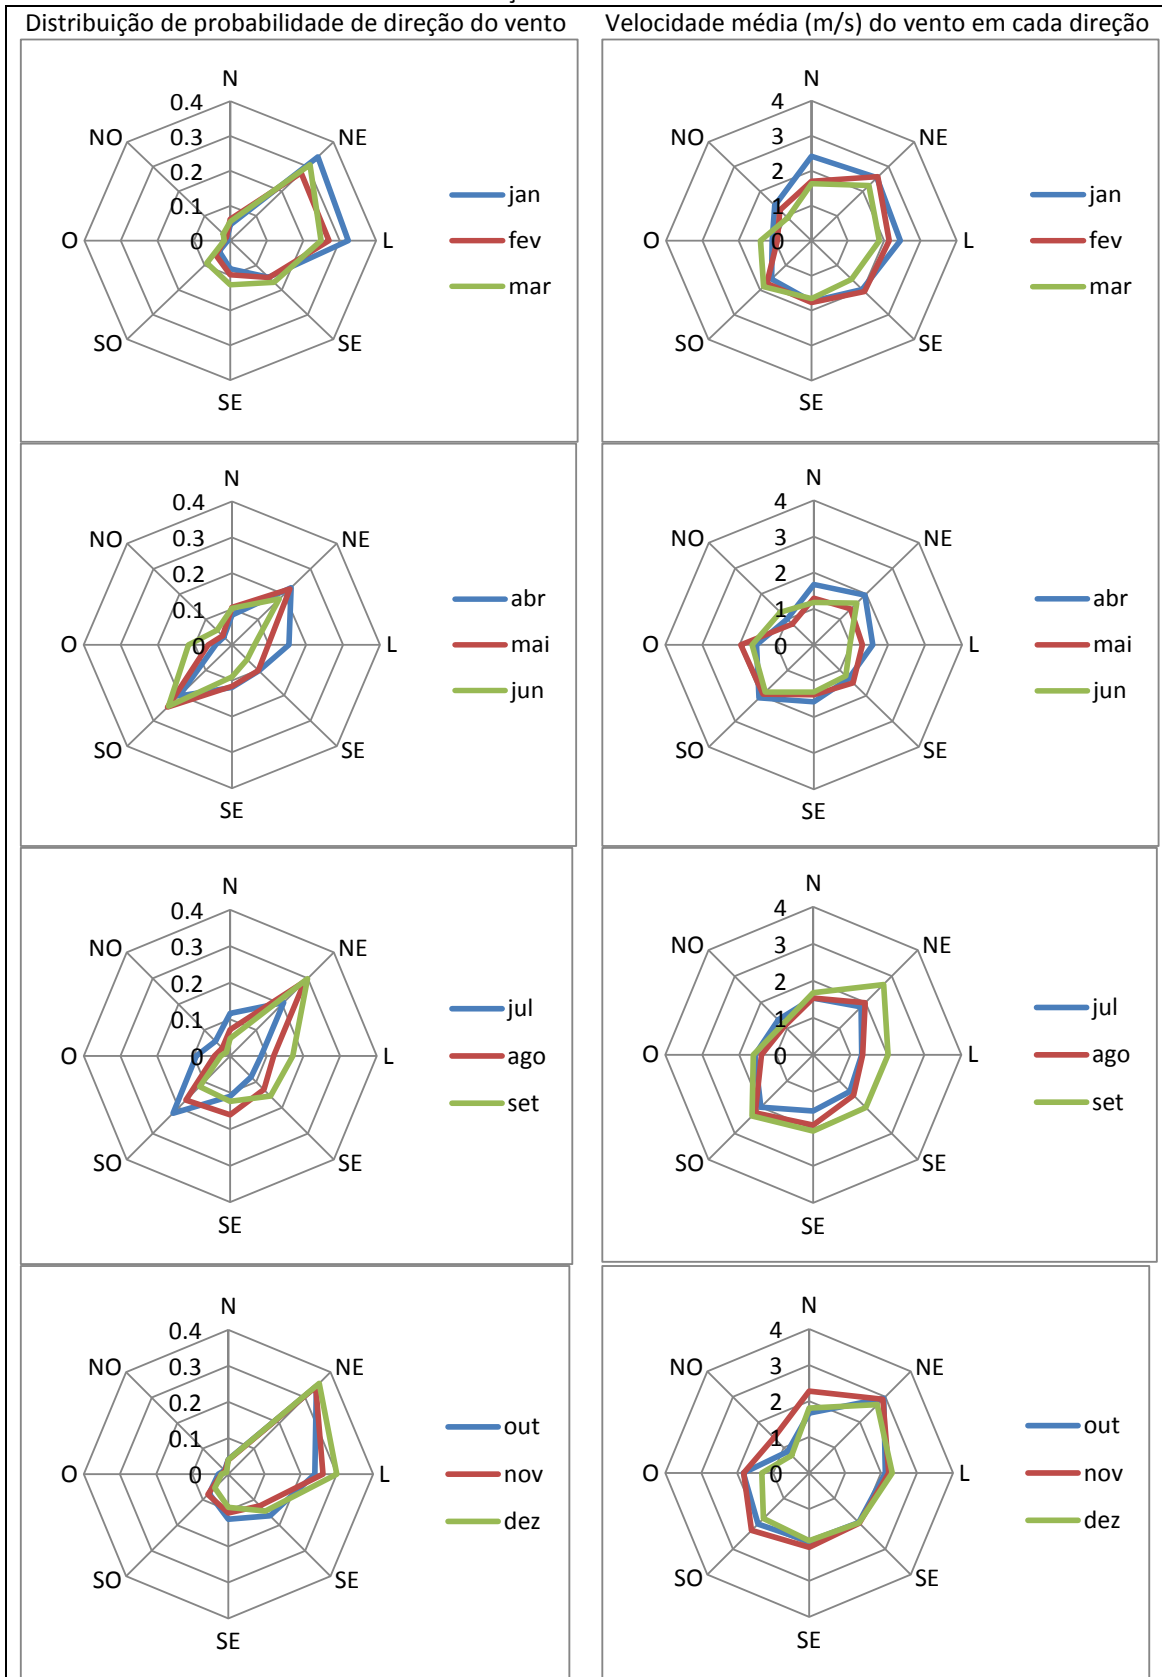 Distribuição de probabilidade de direção do vento
Velocidade média (m/s) do vento em cada direção
N
0.4
0.3
0.2
0.1
0
NO
NE
O
L
SO
SE
SE
jan
fev
mar
N
4
3
2
1
0
NO
NE
O
L
SO
SE
SE
jan
fev
mar
N
0.4
0.3
0.2
0.1
0
NO
NE
O
L
SO
SE
SE
abr
mai
jun
N
4
3
2
1
0
NO
NE
O
L
SO
SE
SE
abr
mai
jun
N
0.4
0.3
0.2
0.1
0
NO
NE
O
L
SO
SE
SE
jul
ago
set
N
4
3
2
1
0
NO
NE
O
L
SO
SE
SE
jul
ago
set
N
0.4
0.3
0.2
0.1
0
NO
NE
O
L
SO
SE
SE
out
nov
dez
N
4
3
2
1
0
NO
NE
O
L
SO
SE
SE
out
nov
dez